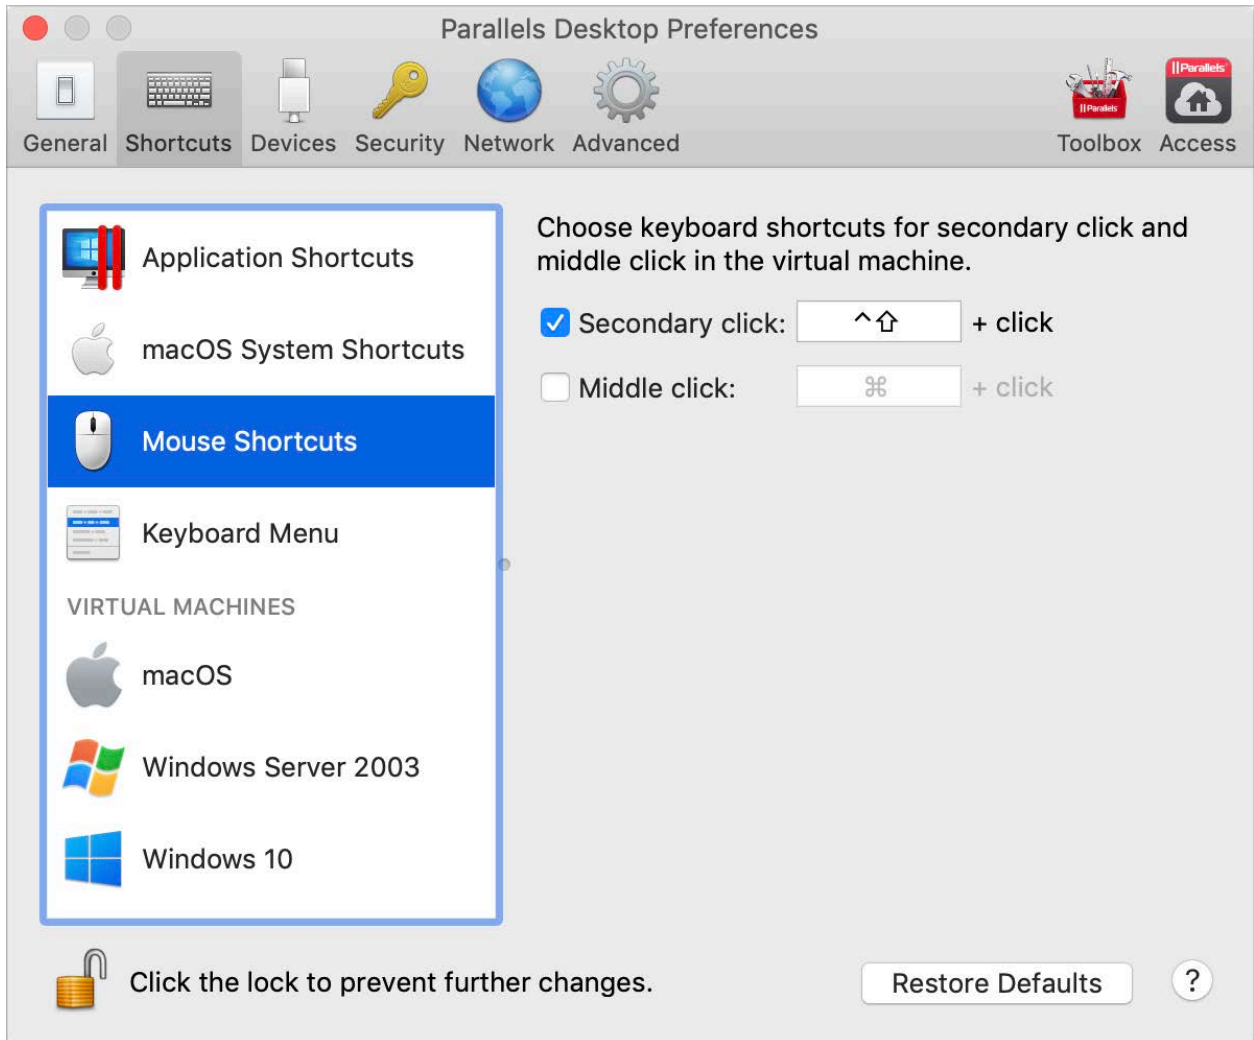 Parallels Desktop Preferences
General Shortcuts Devices Security Network Advanced Toolbox Access
||Parallels
||Parallels®
Application Shortcuts
macOS System Shortcuts
Mouse Shortcuts
Keyboard Menu
VIRTUAL MACHINES
macOS
Windows Server 2003
Windows 10
Choose keyboard shortcuts for secondary click and
middle click in the virtual machine.
Secondary click: ^⇧ + click
Middle click: ⌘ + click
Click the lock to prevent further changes.
Restore Defaults ?